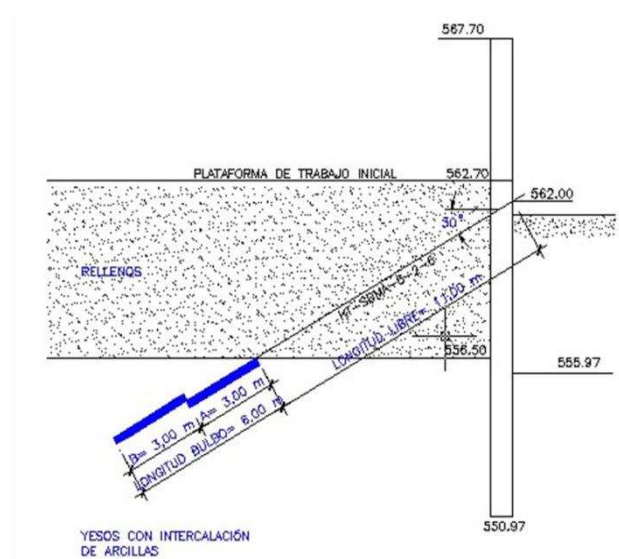 567.70
PLATAFORMA DE TRABAJO INICIAL
562.70
562.00
30°
RELLENOS
LONGITUD LIBRE= 11,00 m
556.50
555.97
A= 3,00 m
B= 3,00 m
LONGITUD BULBO= 6,00 m
550.97
YESOS CON INTERCALACIÓN
DE ARCILLAS